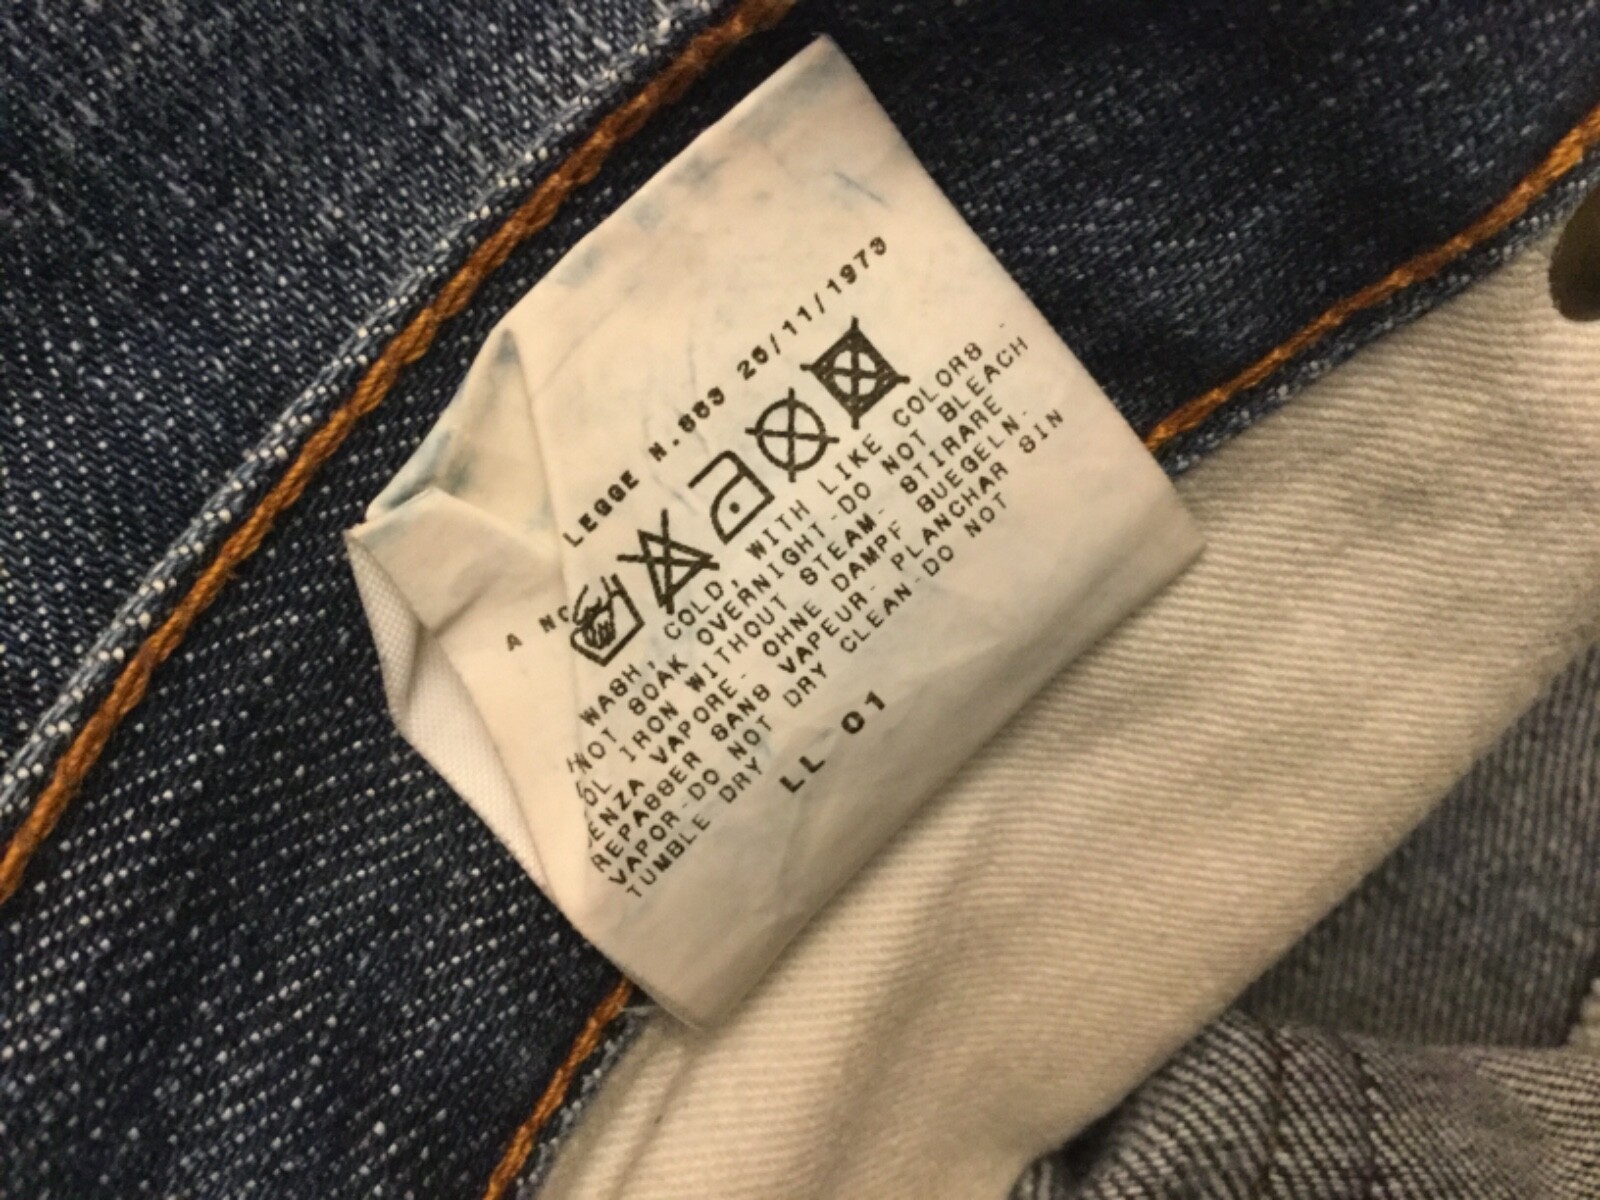 A NO LEGGE N.883 26/11/1973
WASH, COLD, WITH LIKE COLORS
NOT SOAK OVERNIGHT-DO NOT BLEACH
OL IRON WITHOUT STEAM- STIRARE
SENZA VAPORE- OHNE DAMPF BUEGELN-
REPASSER SANS VAPEUR- PLANCHAR SIN
VAPOR-DO NOT DRY CLEAN-DO NOT
TUMBLE DRY
LL 01